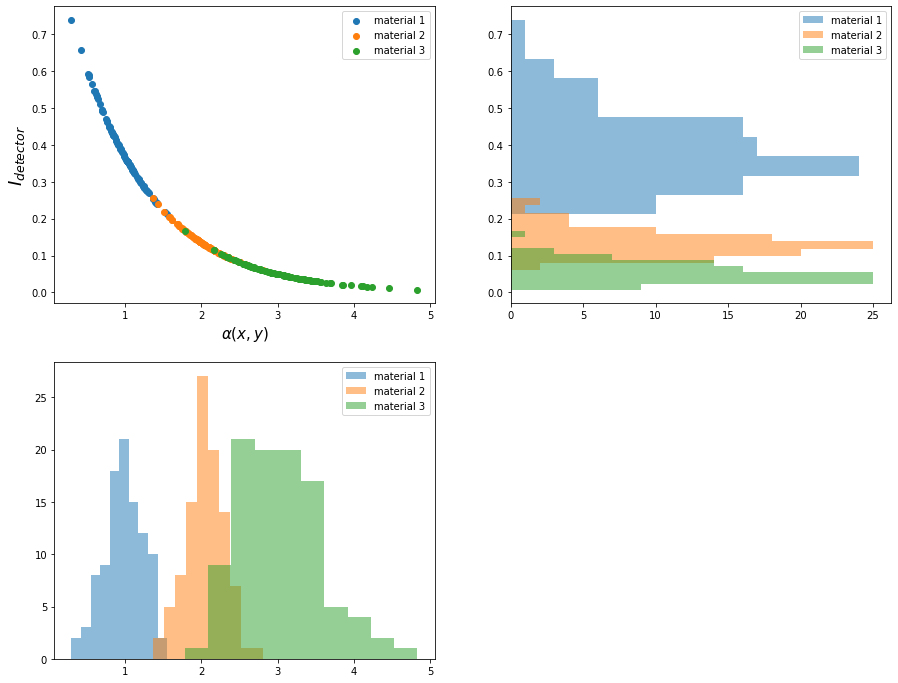 0.7
0.6
0.5
0.4
0.3
0.2
0.1
0.0
I_{detector}
material 1
material 2
material 3
1 2 3 4 5
α(x, y)
0.7
0.6
0.5
0.4
0.3
0.2
0.1
0.0
material 1
material 2
material 3
0 5 10 15 20 25
25
20
15
10
5
0
material 1
material 2
material 3
1 2 3 4 5